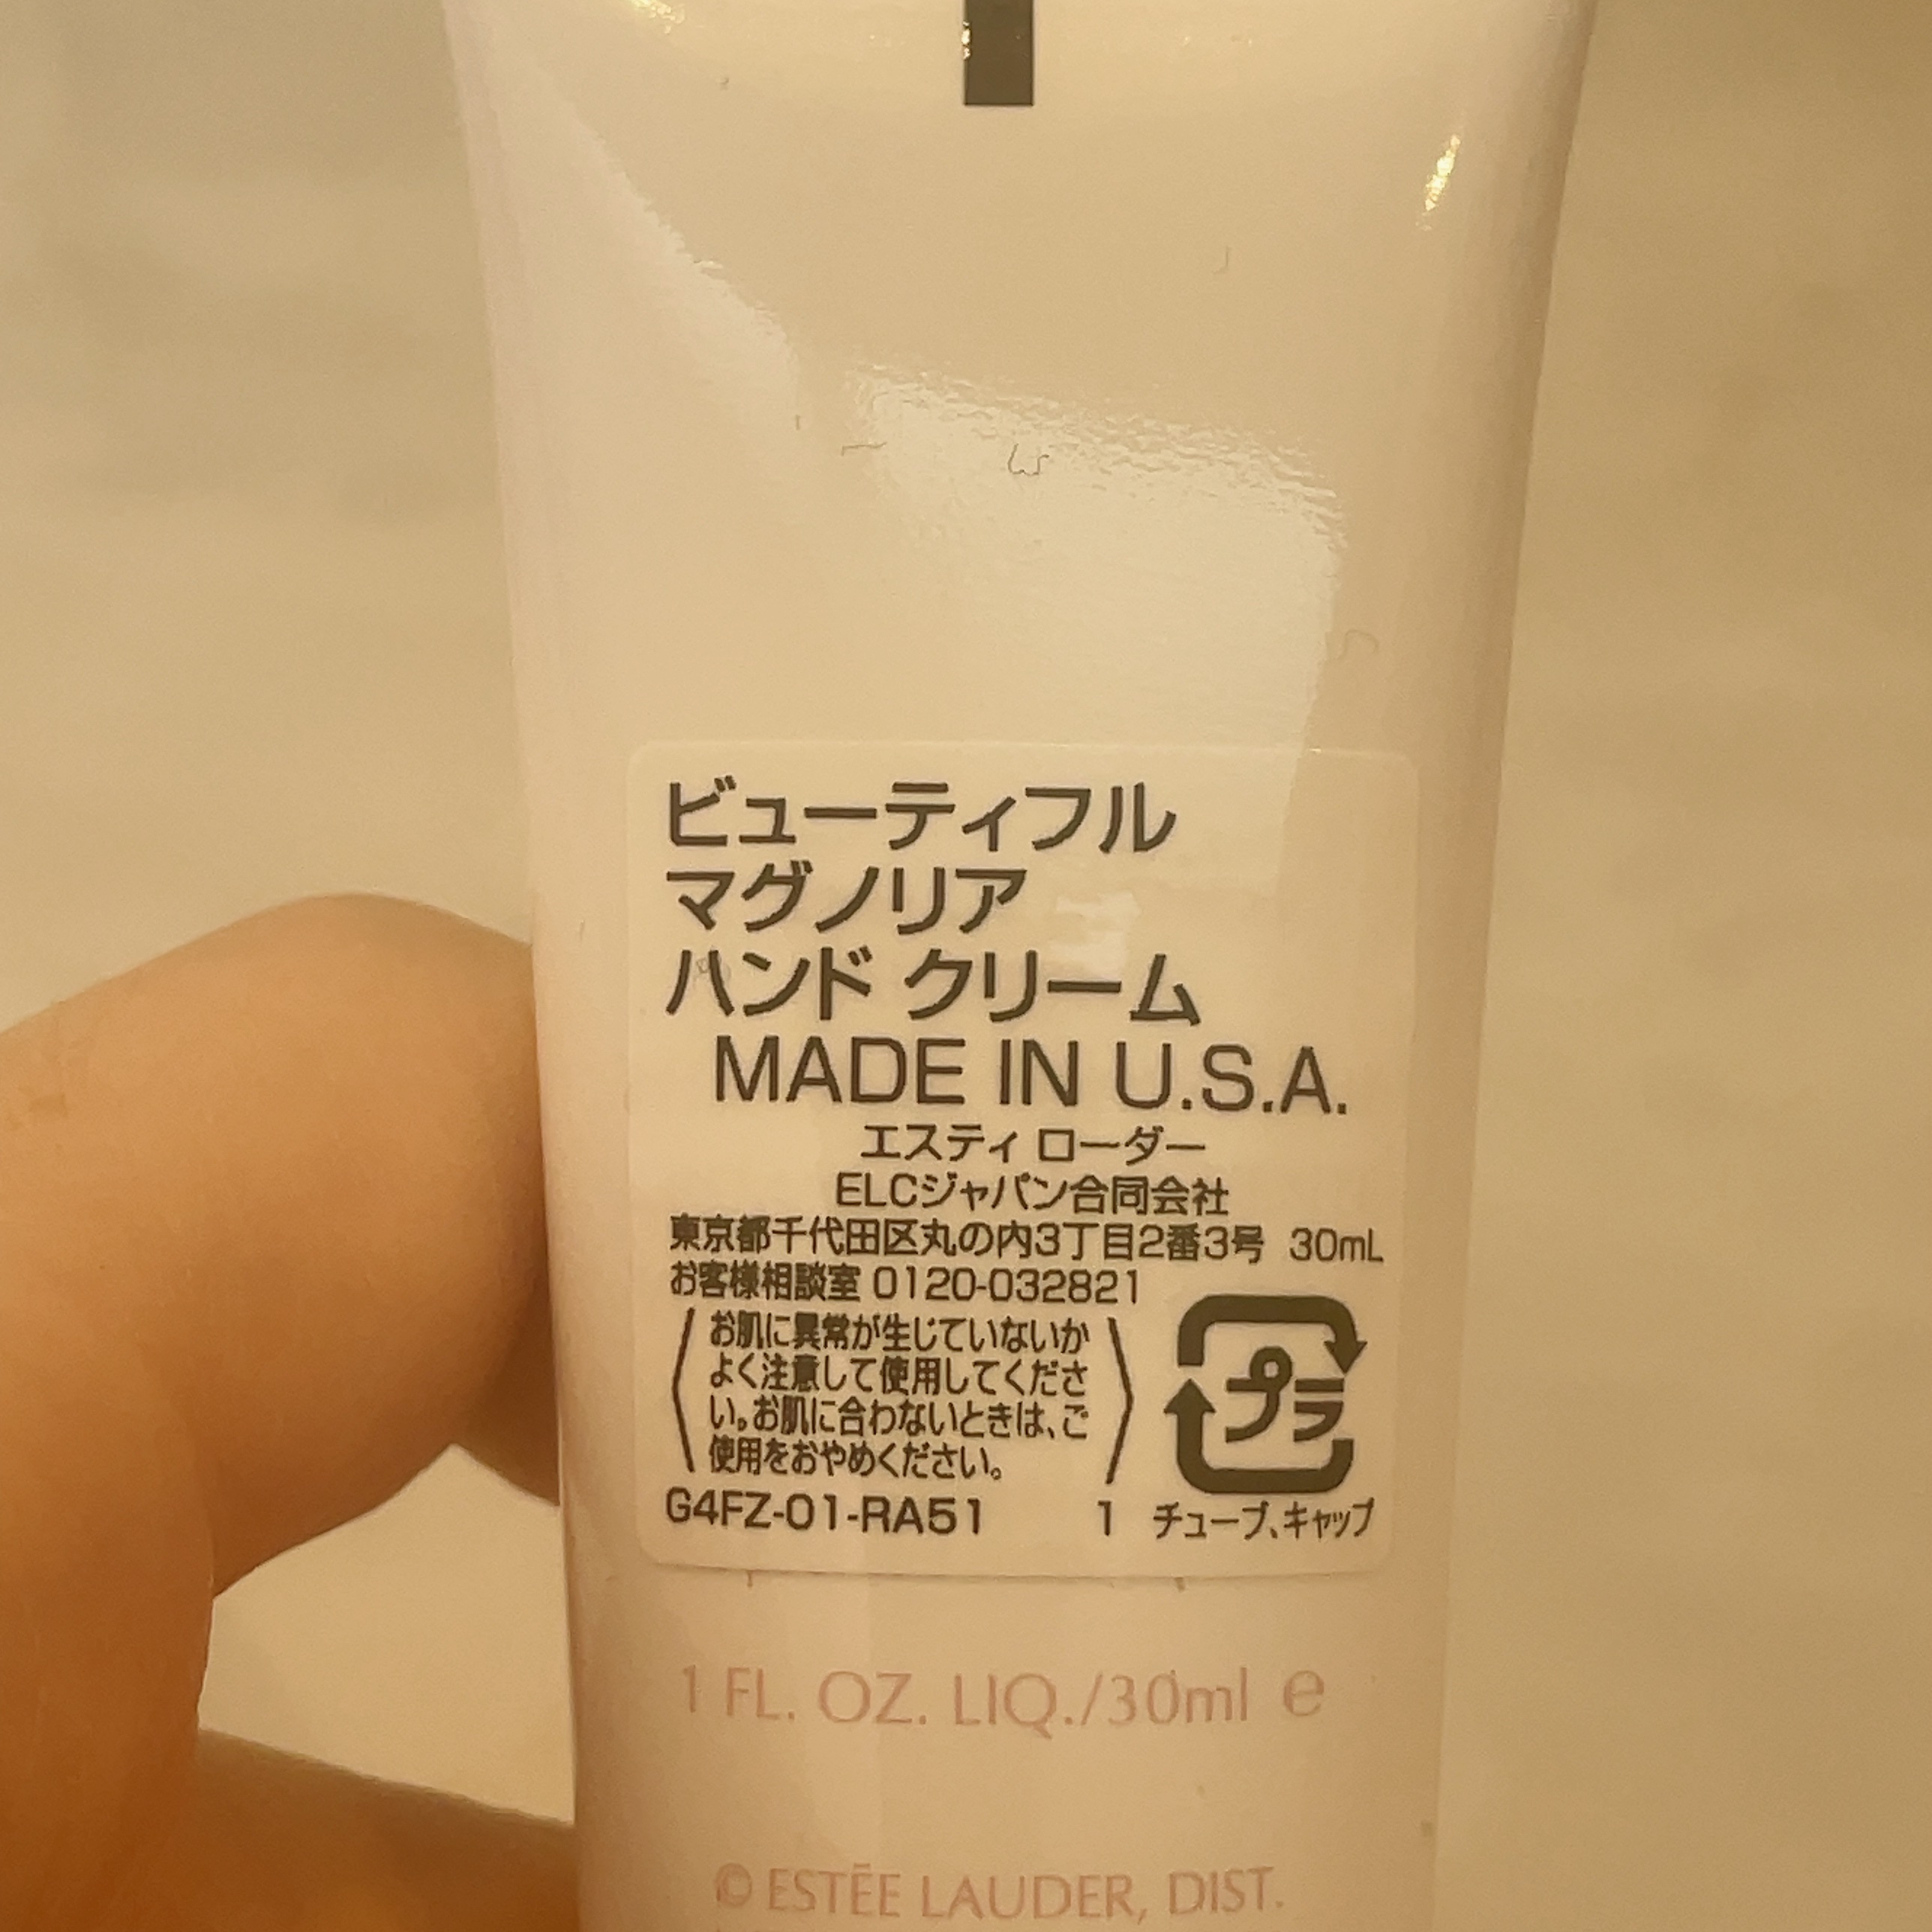 ビューティフル
マグノリア
ハンド クリーム
MADE IN U.S.A.
エスティ ローダー
ELCジャパン合同会社
東京都千代田区丸の内3丁目2番3号 30mL
お客様相談室 0120-032821
お肌に異常が生じていないか
よく注意して使用してくださ
い。お肌に合わないときは、ご
使用をおやめください。
プラ
G4FZ-01-RA51 1 チューブ、キャップ
1 FL. OZ. LIQ./30ml e
© ESTĒE LAUDER, DIST.